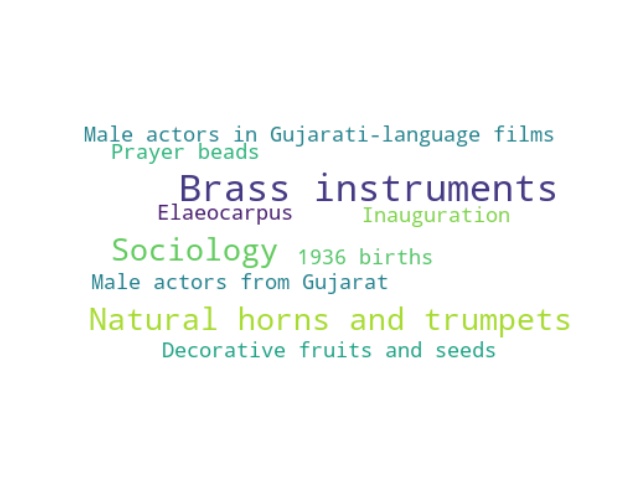 Male actors in Gujarati-language films
Prayer beads
Brass instruments
Elaeocarpus
Inauguration
Sociology
1936 births
Male actors from Gujarat
Natural horns and trumpets
Decorative fruits and seeds